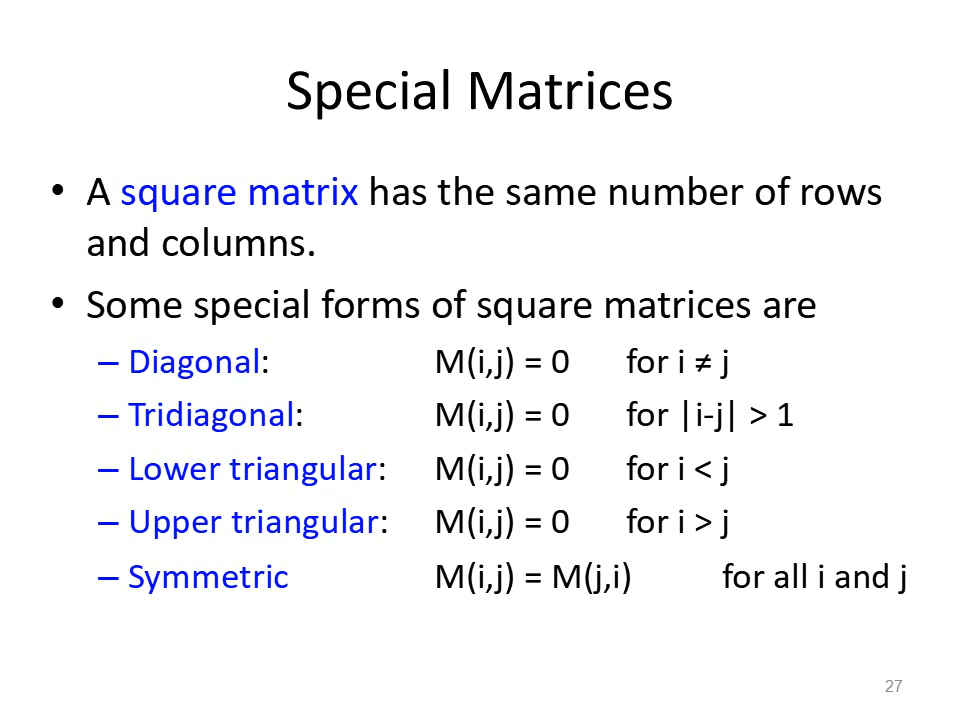 Special Matrices
• A square matrix has the same number of rows
and columns.
• Some special forms of square matrices are
– Diagonal: M(i,j) = 0 for i ≠ j
– Tridiagonal: M(i,j) = 0 for |i-j| > 1
– Lower triangular: M(i,j) = 0 for i < j
– Upper triangular: M(i,j) = 0 for i > j
– Symmetric M(i,j) = M(j,i) for all i and j
27